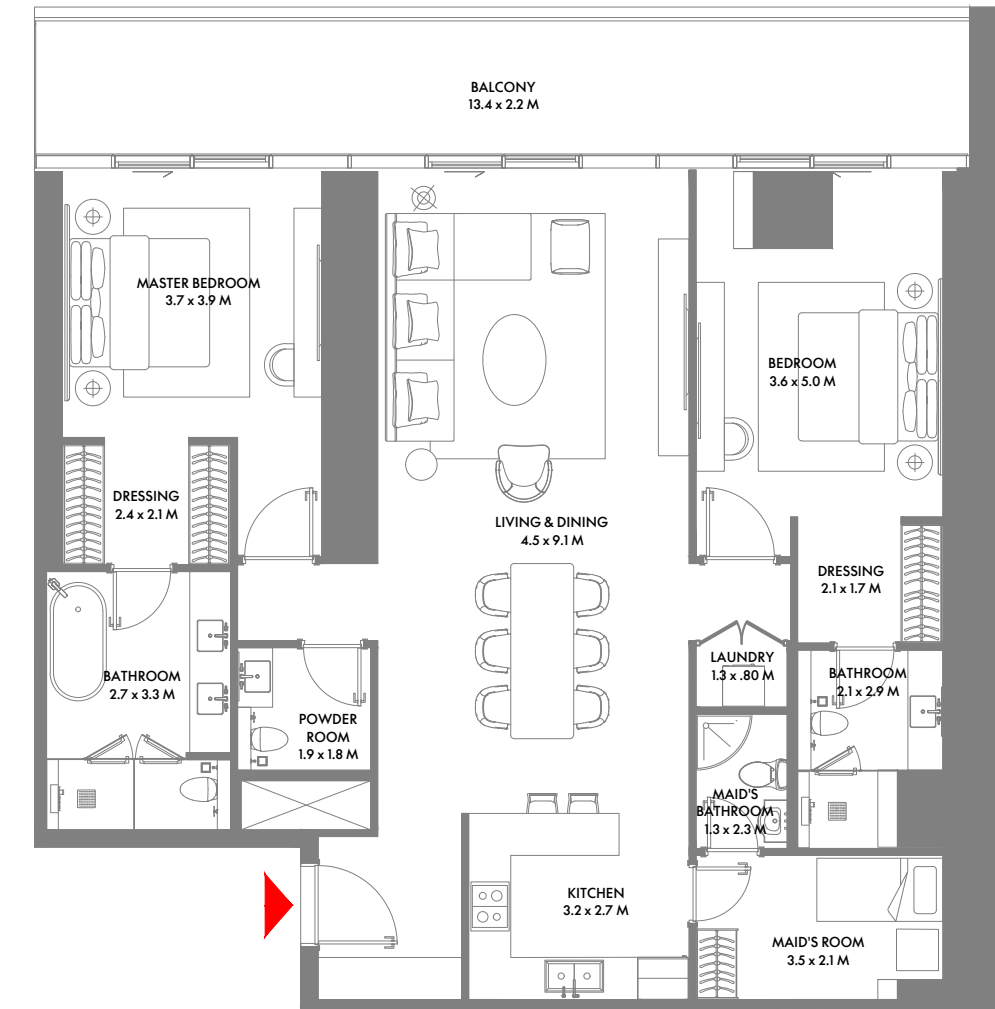 BALCONY
13.4 x 2.2 M
MASTER BEDROOM
3.7 x 3.9 M
BEDROOM
3.6 x 5.0 M
DRESSING
2.4 x 2.1 M
LIVING & DINING
4.5 x 9.1 M
DRESSING
2.1 x 1.7 M
BATHROOM
2.7 x 3.3 M
POWDER
ROOM
1.9 x 1.8 M
LAUNDRY
1.3 x .80 M
BATHROOM
2.1 x 2.9 M
MAID'S
BATHROOM
1.3 x 2.3 M
KITCHEN
3.2 x 2.7 M
MAID'S ROOM
3.5 x 2.1 M